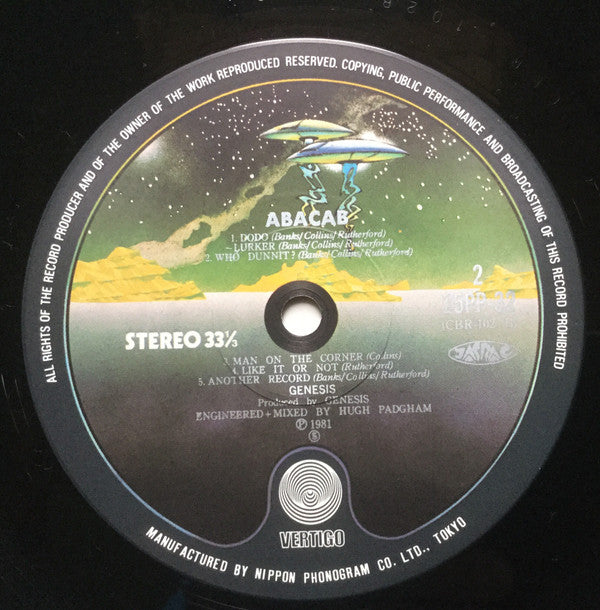 ALL RIGHTS OF THE RECORD PRODUCER AND OF THE OWNER OF THE WORK REPRODUCED RESERVED. COPYING, PUBLIC PERFORMANCE AND BROADCASTING OF THIS RECORD PROHIBITED
ABACAB
1. DODO (Banks/Collins/Rutherford)
LURKER (Banks/Collins/Rutherford)
2. WHO DUNNIT? (Banks/Collins/Rutherford)
2
25PP-32
STEREO 33⅓
3. MAN ON THE CORNER (Collins)
4. LIKE IT OR NOT (Rutherford)
5. ANOTHER RECORD (Banks/Collins/Rutherford)
GENESIS
Produced by GENESIS
ENGINEERED + MIXED BY HUGH PADGHAM
Ⓟ 1981
VERTIGO
MANUFACTURED BY NIPPON PHONOGRAM CO. LTD., TOKYO